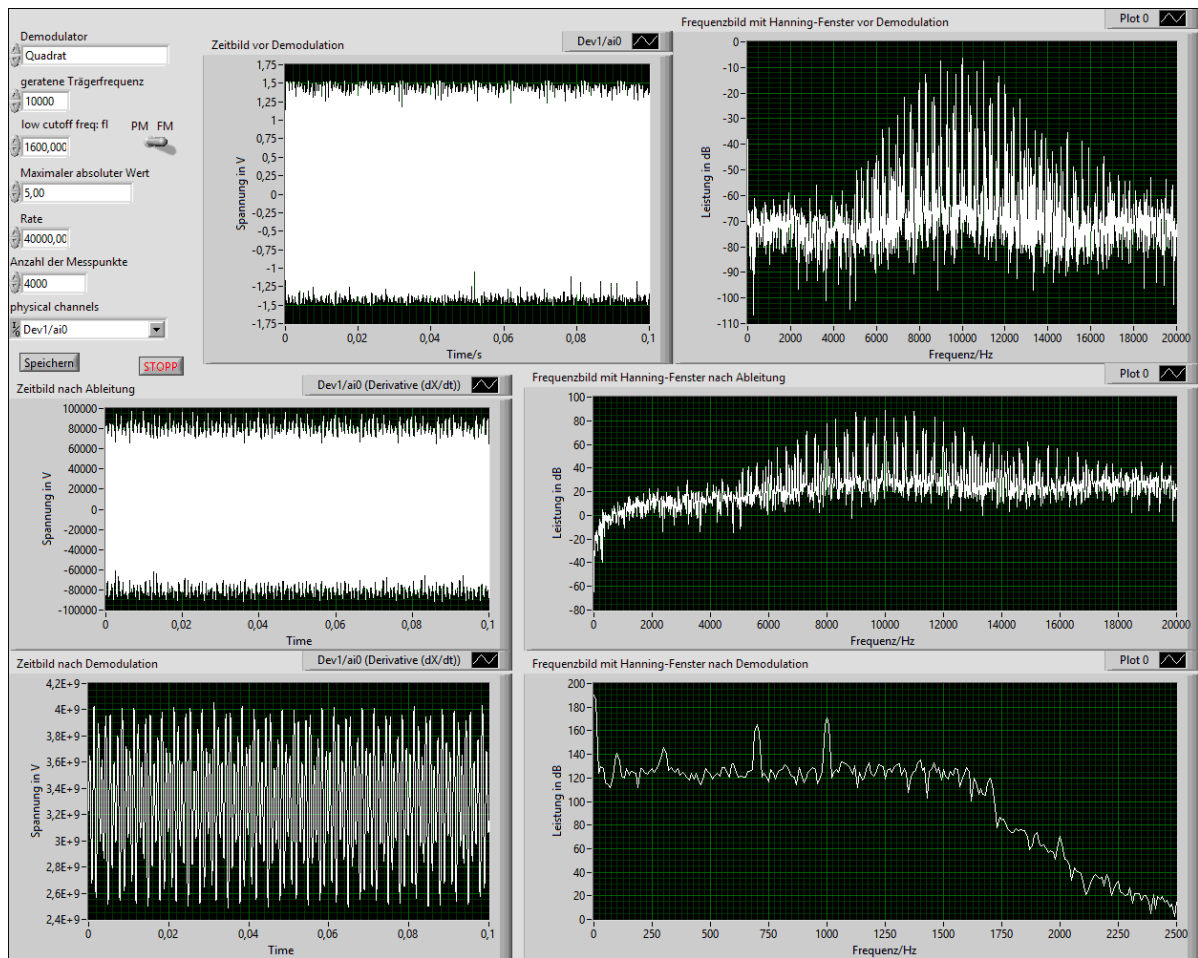 Demodulator
Quadrat
geratene Trägerfrequenz
10000
low cutoff freq: fl
PM FM
1600,000
Maximaler absoluter Wert
5,00
Rate
40000,00
Anzahl der Messpunkte
4000
physical channels
Dev1/ai0
Speichern
STOPP
Zeitbild vor Demodulation
Dev1/ai0
Spannung in V
1,75
1,5
1,25
1
0,75
0,5
0,25
0
-0,25
-0,5
-0,75
-1
-1,25
-1,5
-1,75
0 0,02 0,04 0,06 0,08 0,1
Time/s
Frequenzbild mit Hanning-Fenster vor Demodulation
Plot 0
Leistung in dB
0
-10
-20
-30
-40
-50
-60
-70
-80
-90
-100
-110
0 2000 4000 6000 8000 10000 12000 14000 16000 18000 20000
Frequenz/Hz
Zeitbild nach Ableitung
Dev1/ai0 (Derivative (dX/dt))
Spannung in V
100000
80000
60000
40000
20000
0
-20000
-40000
-60000
-80000
-100000
0 0,02 0,04 0,06 0,08 0,1
Time
Frequenzbild mit Hanning-Fenster nach Ableitung
Plot 0
Leistung in dB
100
80
60
40
20
0
-20
-40
-60
-80
0 2000 4000 6000 8000 10000 12000 14000 16000 18000 20000
Frequenz/Hz
Zeitbild nach Demodulation
Dev1/ai0 (Derivative (dX/dt))
Spannung in V
4,2E+9
4E+9
3,8E+9
3,6E+9
3,4E+9
3,2E+9
3E+9
2,8E+9
2,6E+9
2,4E+9
0 0,02 0,04 0,06 0,08 0,1
Time
Frequenzbild mit Hanning-Fenster nach Demodulation
Plot 0
Leistung in dB
200
180
160
140
120
100
80
60
40
20
0
0 250 500 750 1000 1250 1500 1750 2000 2250 2500
Frequenz/Hz